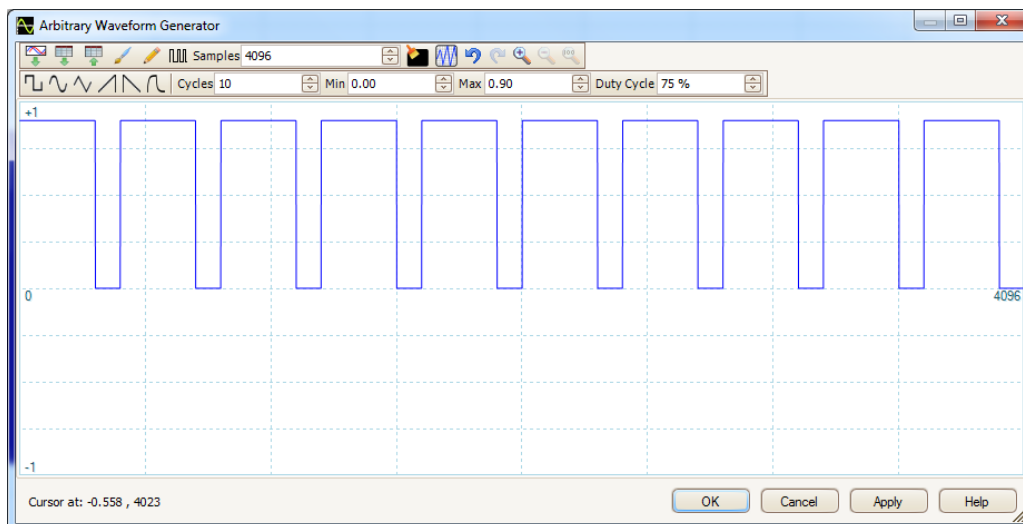 Arbitrary Waveform Generator
Samples 4096
Cycles 10 Min 0.00 Max 0.90 Duty Cycle 75 %
+1
0
4096
-1
Cursor at: -0.558 , 4023 OK Cancel Apply Help